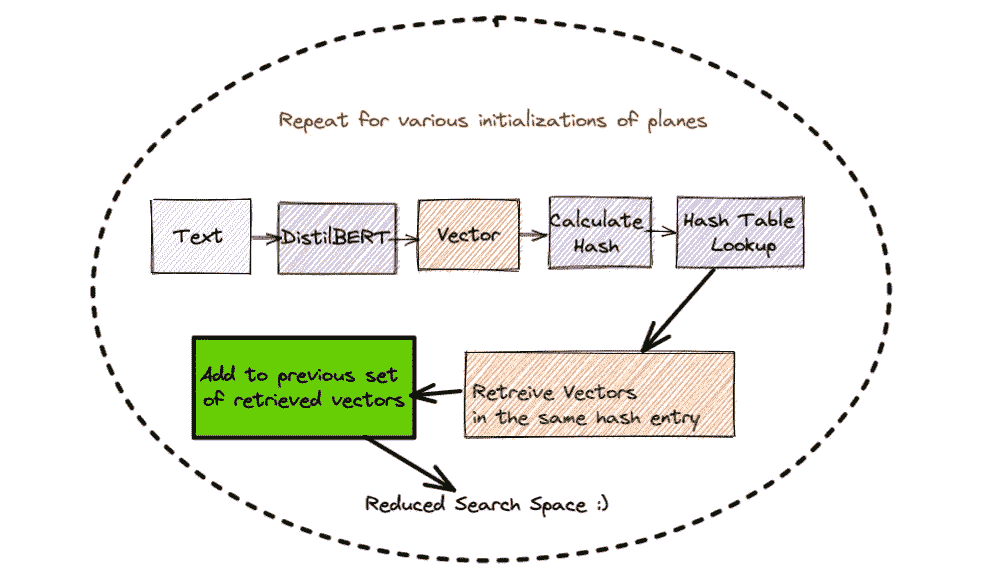 Repeat for various initializations of planes
Text
DistilBERT
Vector
Calculate
Hash
Hash Table
Lookup
Retreive Vectors
in the same hash entry
Add to previous set
of retrieved vectors
Reduced Search Space :)